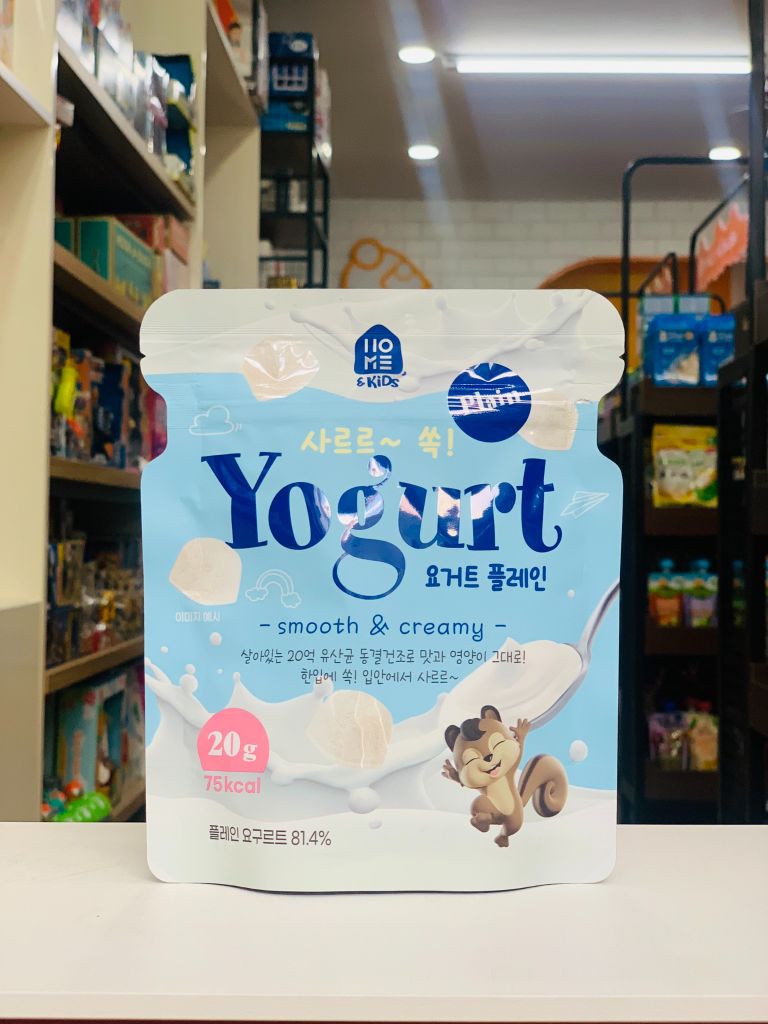 HOME
& KiDS
plain
사르르~ 쏙!
Yogurt
요거트 플레인
이미지 예시
- smooth & creamy -
살아있는 20억 유산균 동결건조로 맛과 영양이 그대로!
한입에 쏙! 입안에서 사르르~
20g
75kcal
플레인 요구르트 81.4%